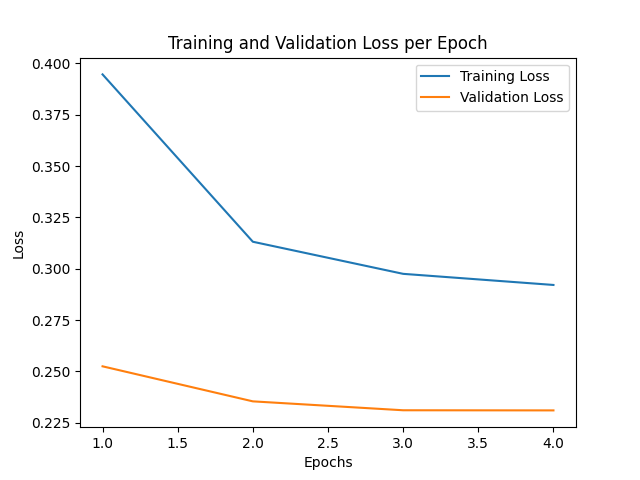 Training and Validation Loss per Epoch
Training Loss
Validation Loss
Loss
0.400
0.375
0.350
0.325
0.300
0.275
0.250
0.225
1.0 1.5 2.0 2.5 3.0 3.5 4.0
Epochs